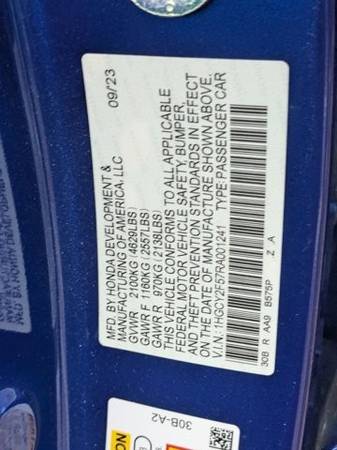 MFD. BY HONDA DEVELOPMENT & 09/23
MANUFACTURING OF AMERICA, LLC
GVWR 2100KG (4629LBS)
GAWR F 1160KG (2557LBS)
GAWR R 970KG (2138LBS)
THIS VEHICLE CONFORMS TO ALL APPLICABLE
FEDERAL MOTOR VEHICLE SAFETY, BUMPER,
AND THEFT PREVENTION STANDARDS IN EFFECT
ON THE DATE OF MANUFACTURE SHOWN ABOVE.
V.I.N.: 1HGCY2F57RA001241 TYPE:PASSENGER CAR
30B R AA9 B575P Z A
30B-A2